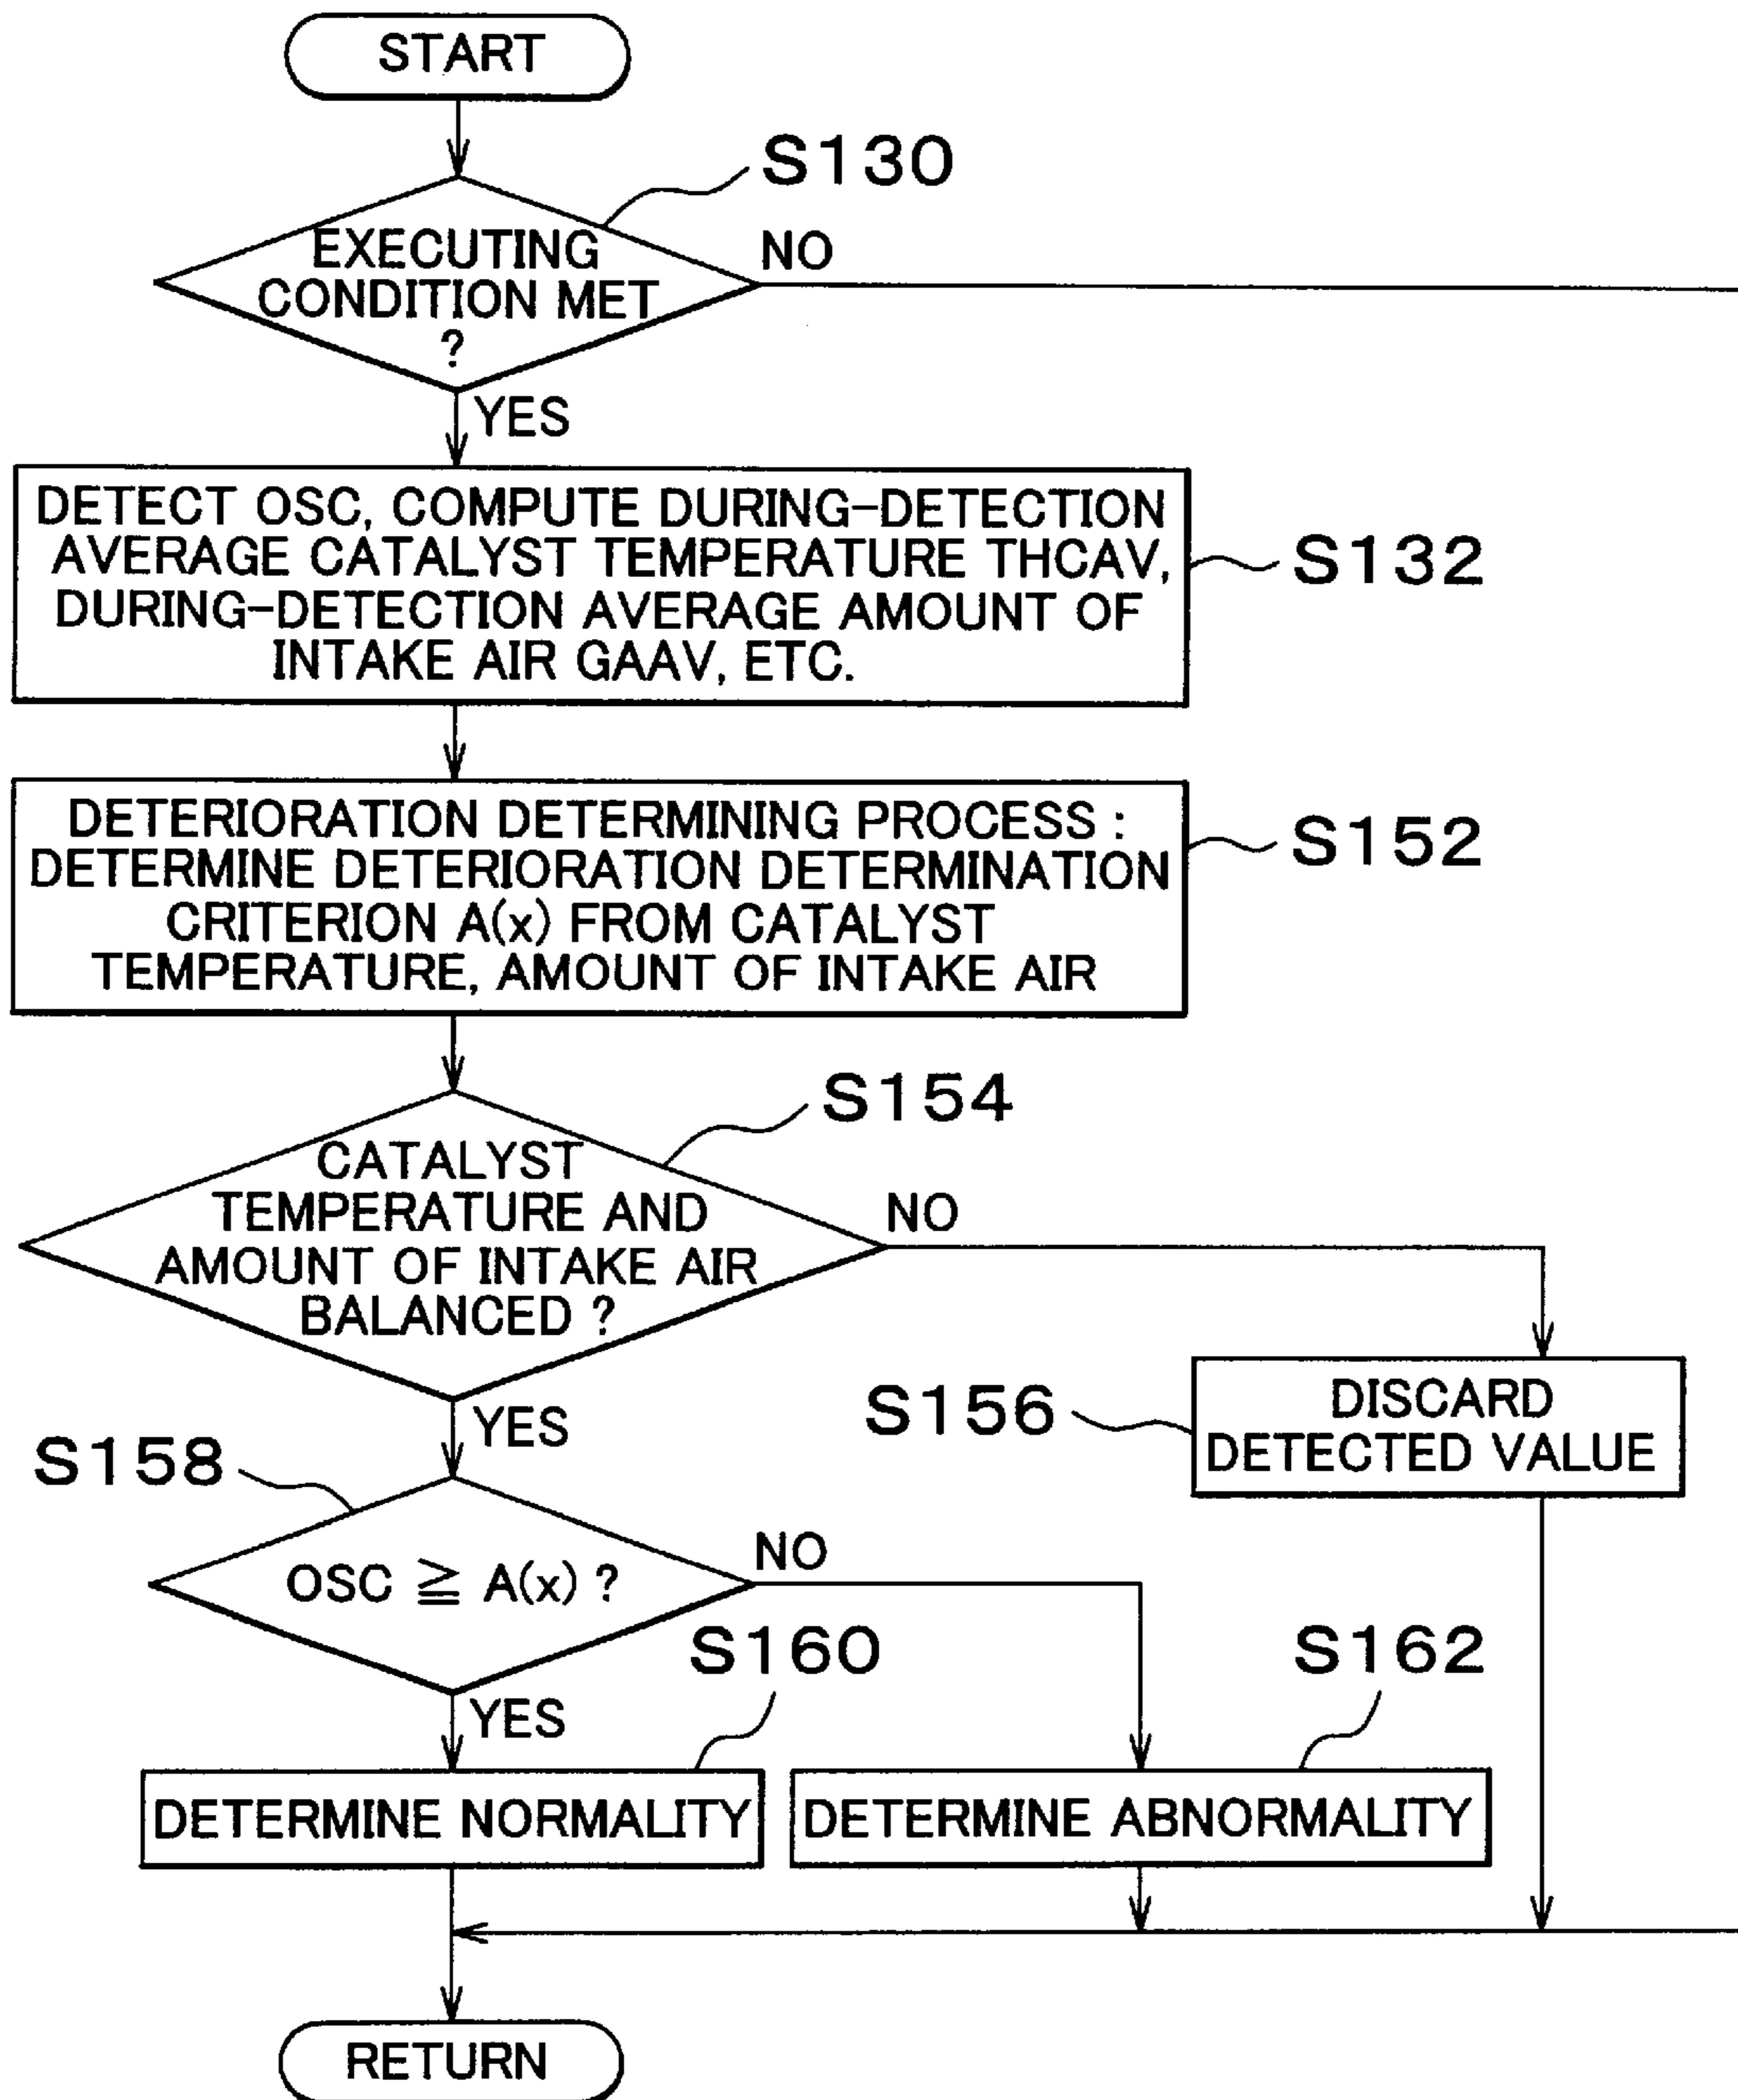 START
S130
EXECUTING
CONDITION MET
?
NO
YES
DETECT OSC, COMPUTE DURING-DETECTION
AVERAGE CATALYST TEMPERATURE THCAV,
DURING-DETECTION AVERAGE AMOUNT OF
INTAKE AIR GAAV, ETC.
S132
DETERIORATION DETERMINING PROCESS :
DETERMINE DETERIORATION DETERMINATION
CRITERION A(x) FROM CATALYST
TEMPERATURE, AMOUNT OF INTAKE AIR
S152
S154
CATALYST
TEMPERATURE AND
AMOUNT OF INTAKE AIR
BALANCED ?
NO
YES
S156
DISCARD
DETECTED VALUE
S158
OSC ≧ A(x) ?
NO
YES
S160
S162
DETERMINE NORMALITY
DETERMINE ABNORMALITY
RETURN